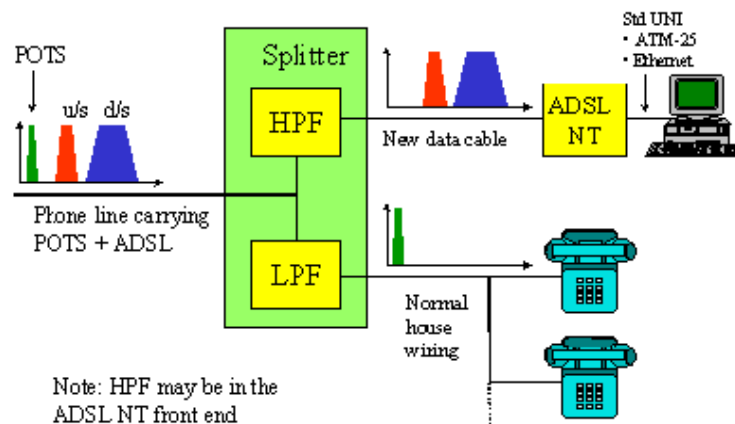 POTS
u/s d/s
Phone line carrying
POTS + ADSL
Splitter
HPF
LPF
New data cable
ADSL
NT
Std UNI
• ATM-25
• Ethernet
Normal
house
wiring
Note: HPF may be in the
ADSL NT front end